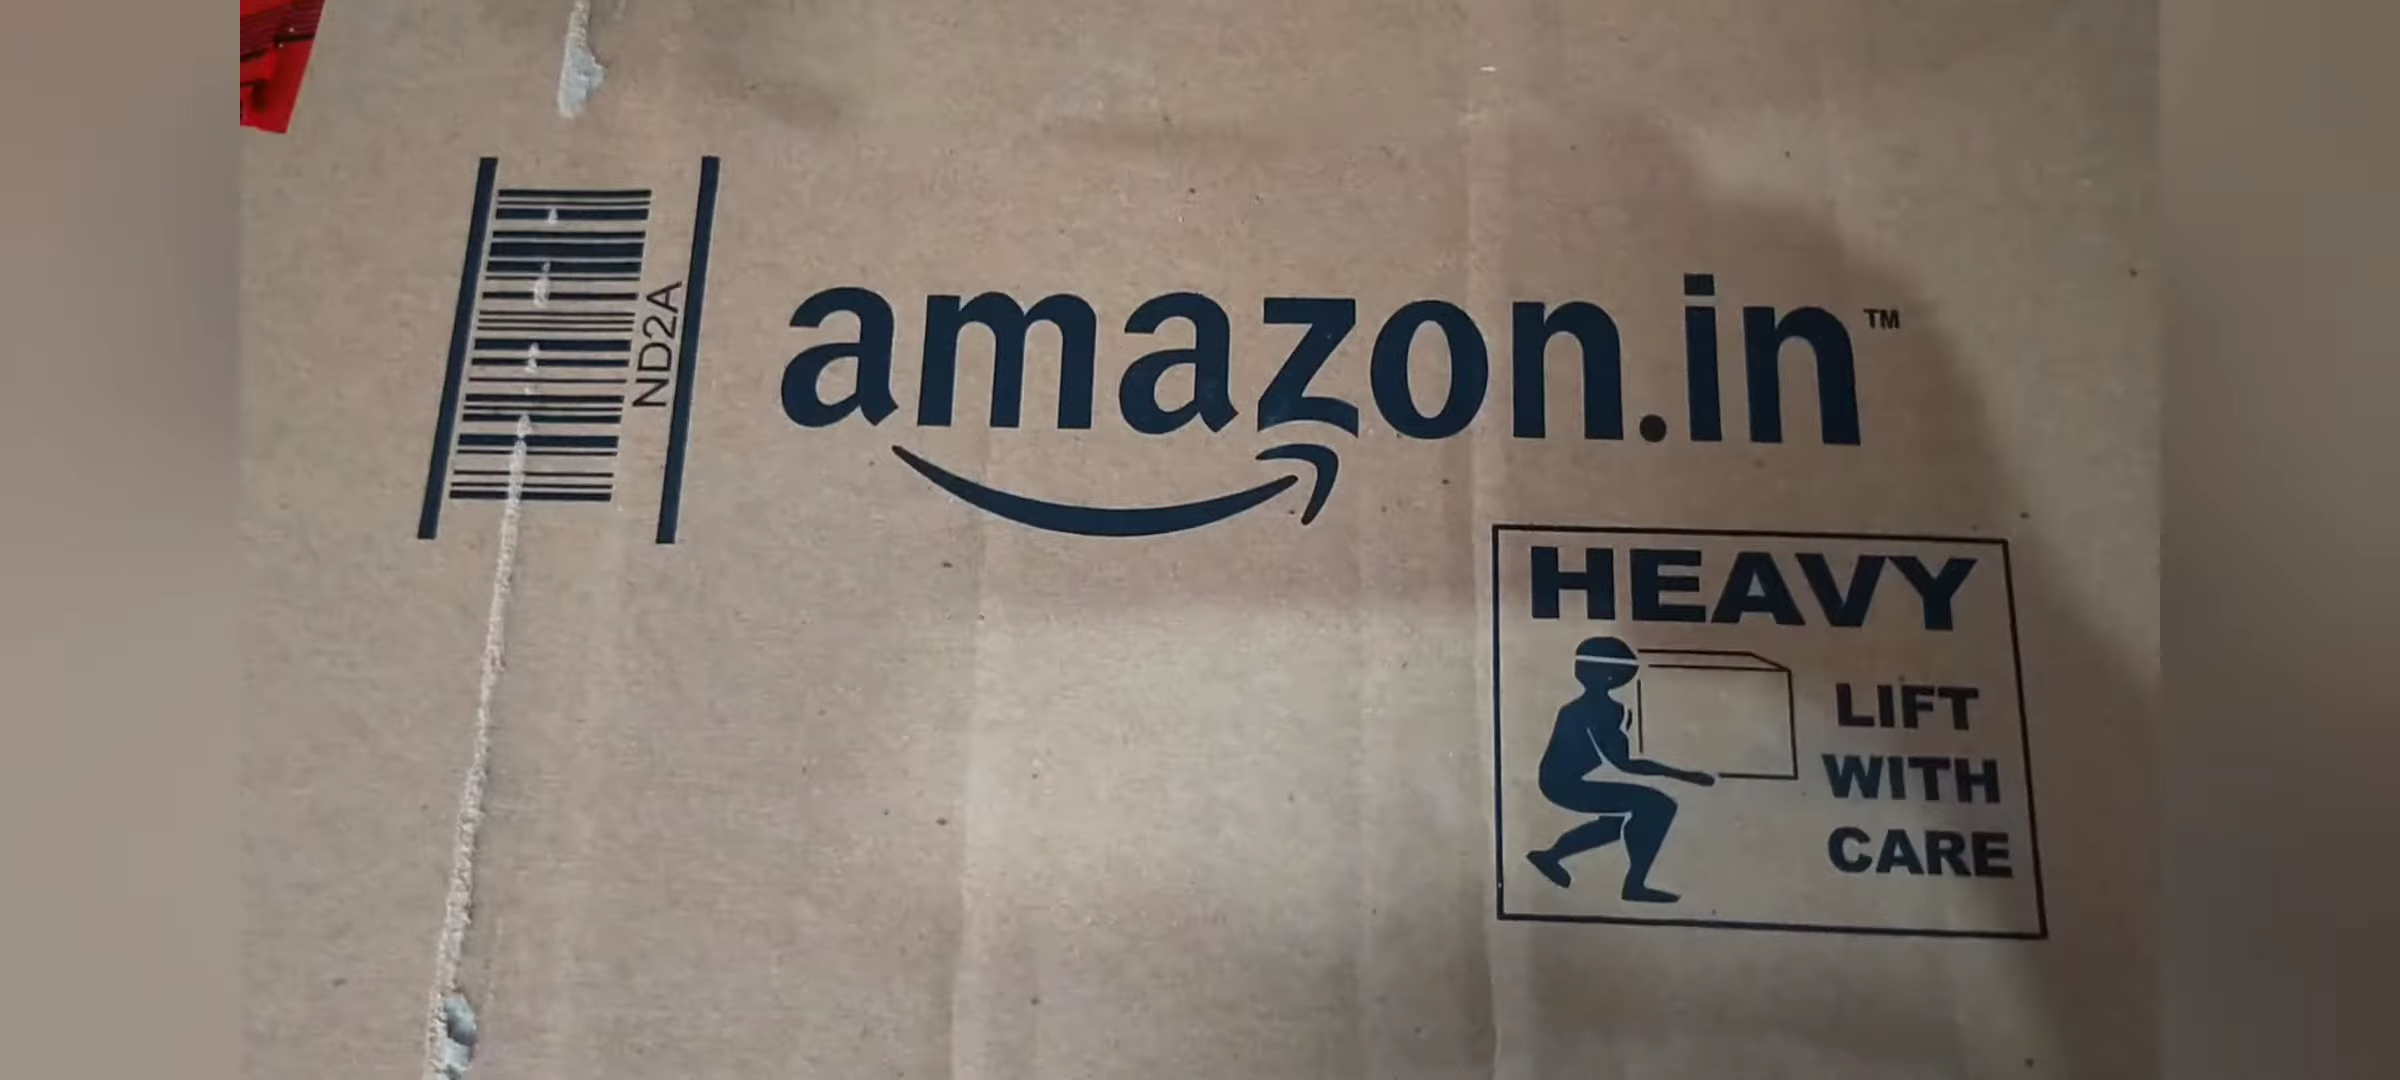 ND2A
amazon.in™
HEAVY
LIFT
WITH
CARE